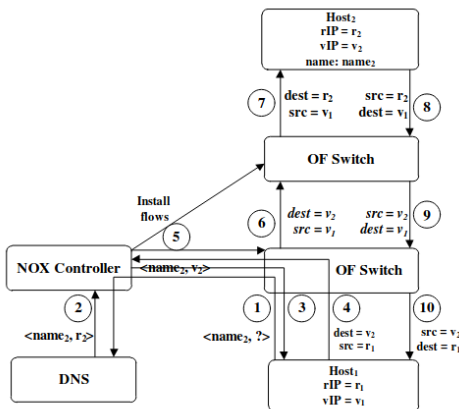 Host₂
rIP = r₂
vIP = v₂
name: name₂
7
dest = r₂
src = v₁
src = r₂
dest = v₁
8
OF Switch
Install
flows
5
6
dest = v₂
src = v₁
src = v₂
dest = v₁
9
NOX Controller
<name₂, v₂>
OF Switch
2
<name₂, r₂>
1
3
4
10
<name₂, ?>
dest = v₂
src = r₁
src = v₂
dest = r₁
DNS
Host₁
rIP = r₁
vIP = v₁